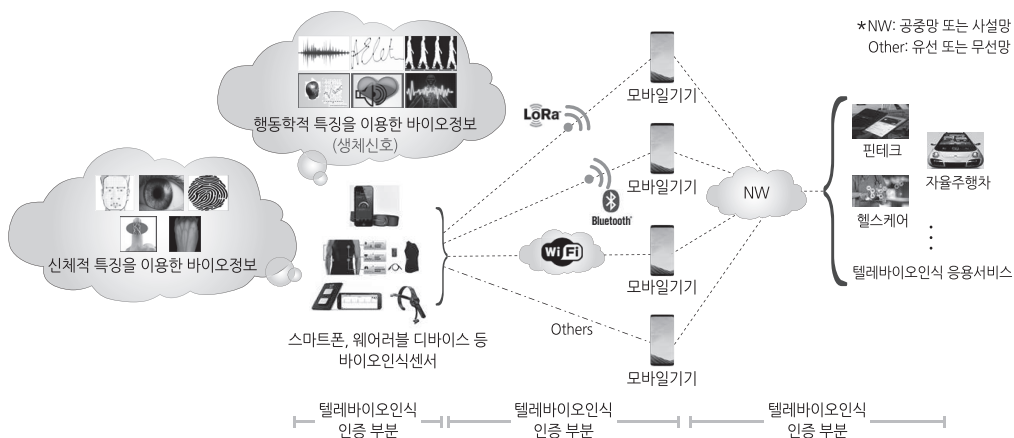 *NW: 공중망 또는 사설망
Other: 유선 또는 무선망
행동학적 특징을 이용한 바이오정보
(생체신호)
신체적 특징을 이용한 바이오정보
스마트폰, 웨어러블 디바이스 등
바이오인식센서
LoRa
Bluetooth
WiFi
Others
모바일기기
모바일기기
모바일기기
모바일기기
NW
핀테크
자율주행차
헬스케어
텔레바이오인식 응용서비스
텔레바이오인식
인증 부분
텔레바이오인식
인증 부분
텔레바이오인식
인증 부분